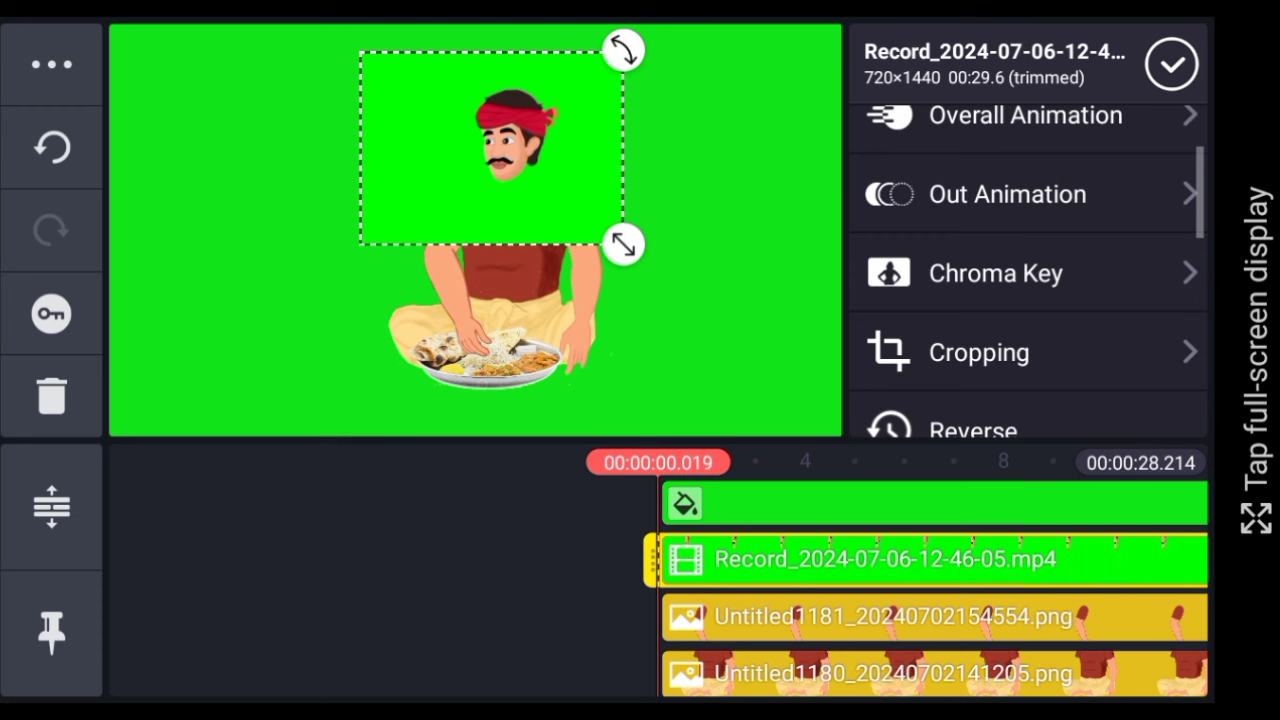 Record_2024-07-06-12-4...
720×1440 00:29.6 (trimmed)
Overall Animation
Out Animation
Chroma Key
Cropping
Reverse
Tap full-screen display
00:00:00.019
4
8
00:00:28.214
Record_2024-07-06-12-46-05.mp4
Untitled1181_20240702154554.png
Untitled1180_20240702141205.png